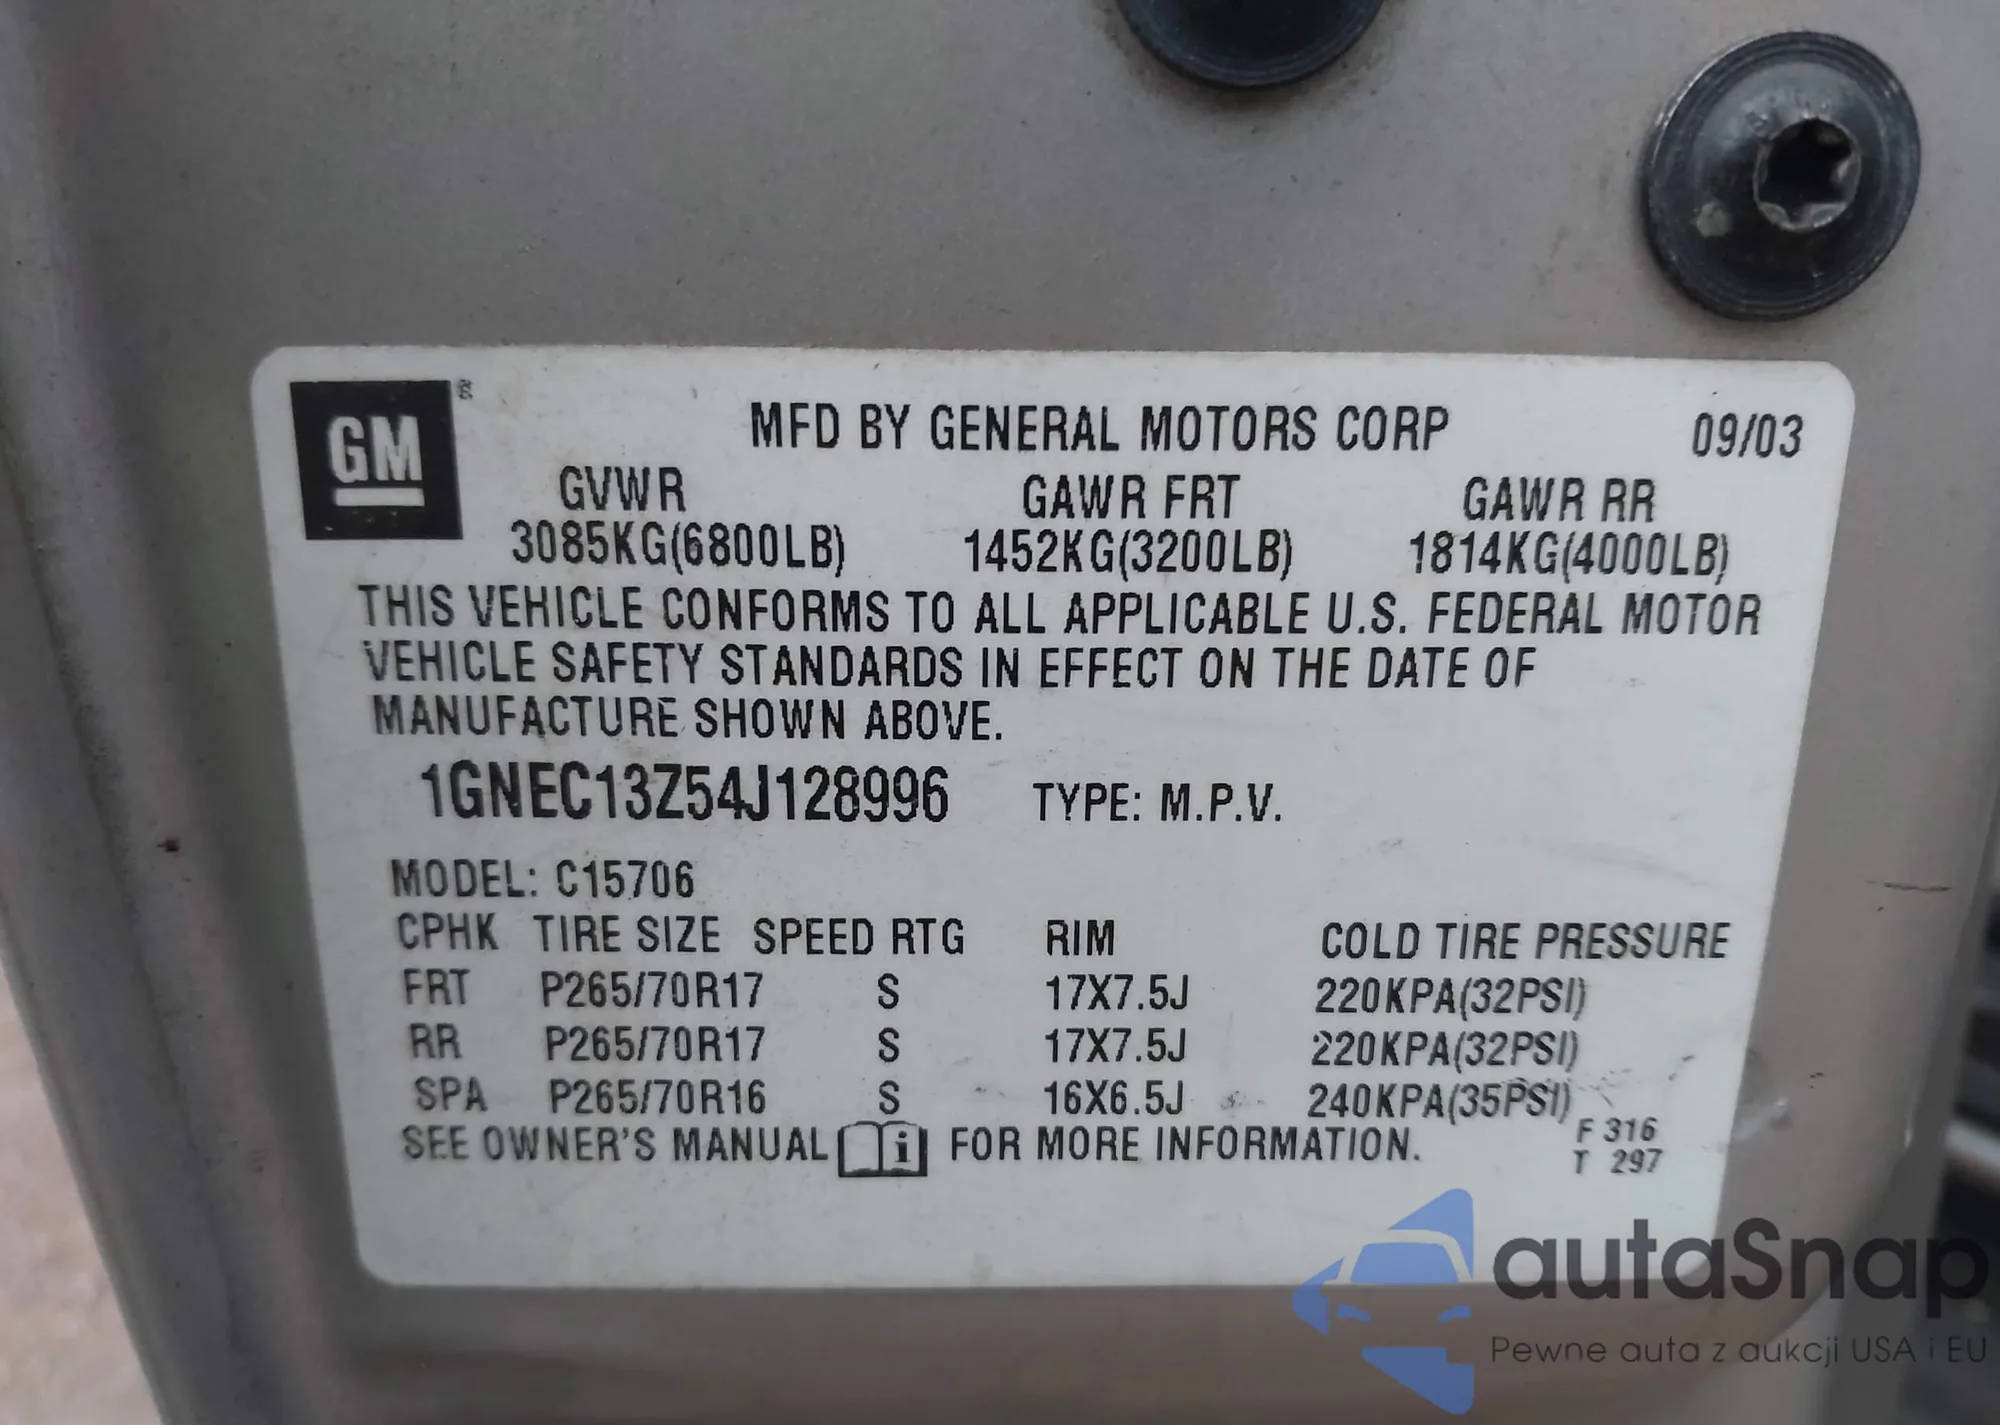 GM
MFD BY GENERAL MOTORS CORP 09/03
GVWR GAWR FRT GAWR RR
3085KG(6800LB) 1452KG(3200LB) 1814KG(4000LB)
THIS VEHICLE CONFORMS TO ALL APPLICABLE U.S. FEDERAL MOTOR
VEHICLE SAFETY STANDARDS IN EFFECT ON THE DATE OF
MANUFACTURE SHOWN ABOVE.
1GNEC13Z54J128996 TYPE: M.P.V.
MODEL: C15706
CPHK TIRE SIZE SPEED RTG RIM COLD TIRE PRESSURE
FRT P265/70R17 S 17X7.5J 220KPA(32PSI)
RR P265/70R17 S 17X7.5J 220KPA(32PSI)
SPA P265/70R16 S 16X6.5J 240KPA(35PSI)
SEE OWNER'S MANUAL i FOR MORE INFORMATION.
F 316
T 297
autaSnap
Pewne auta z aukcji USA i EU